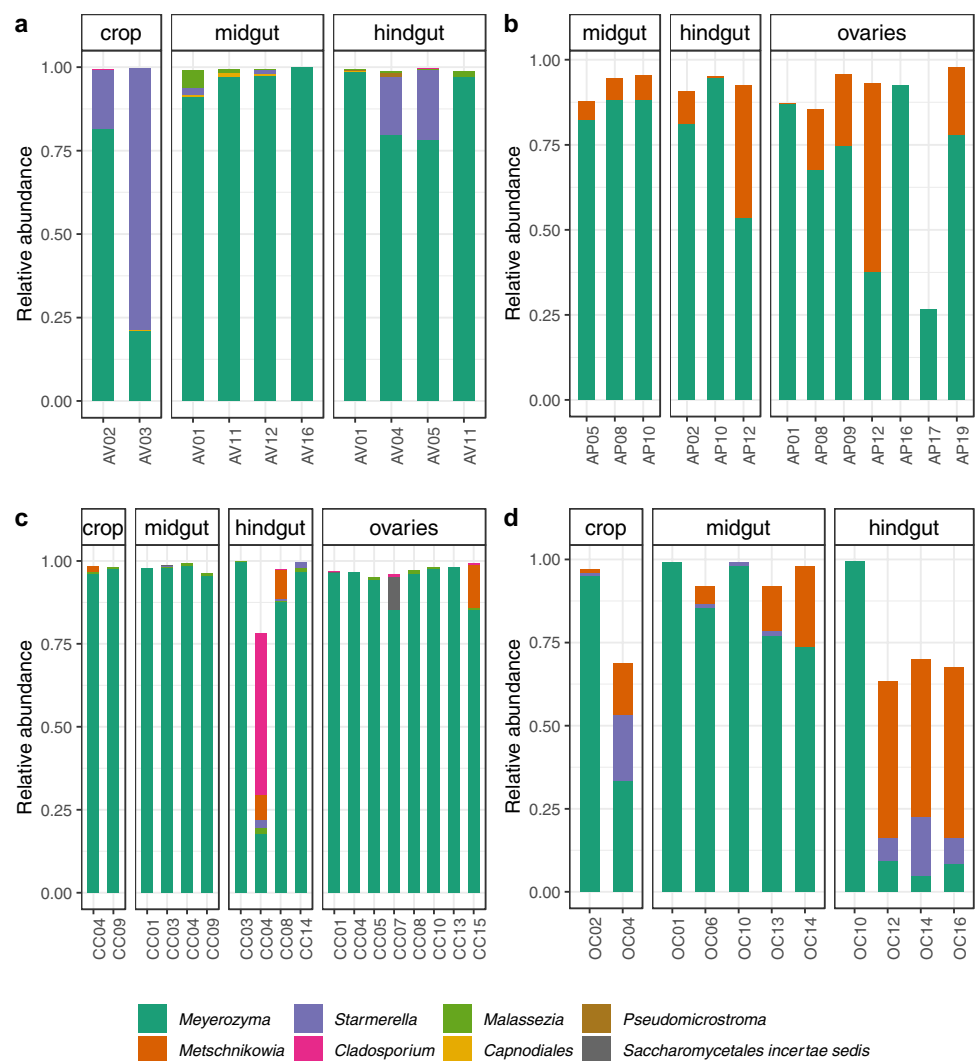 a
crop midgut hindgut
Relative abundance
1.00
0.75
0.50
0.25
0.00
AV02 AV03 AV01 AV11 AV12 AV16 AV01 AV04 AV05 AV11
b
midgut hindgut ovaries
Relative abundance
1.00
0.75
0.50
0.25
0.00
AP05 AP08 AP10 AP02 AP10 AP12 AP01 AP08 AP09 AP12 AP16 AP17 AP19
c
crop midgut hindgut ovaries
Relative abundance
1.00
0.75
0.50
0.25
0.00
CC04 CC09 CC01 CC03 CC04 CC09 CC03 CC04 CC08 CC14 CC01 CC04 CC05 CC07 CC08 CC10 CC13 CC15
d
crop midgut hindgut
Relative abundance
1.00
0.75
0.50
0.25
0.00
OC02 OC04 OC01 OC06 OC10 OC13 OC14 OC10 OC12 OC14 OC16
Meyerozyma Starmerella Malassezia Pseudomicrostroma
Metschnikowia Cladosporium Capnodiales Saccharomycetales incertae sedis